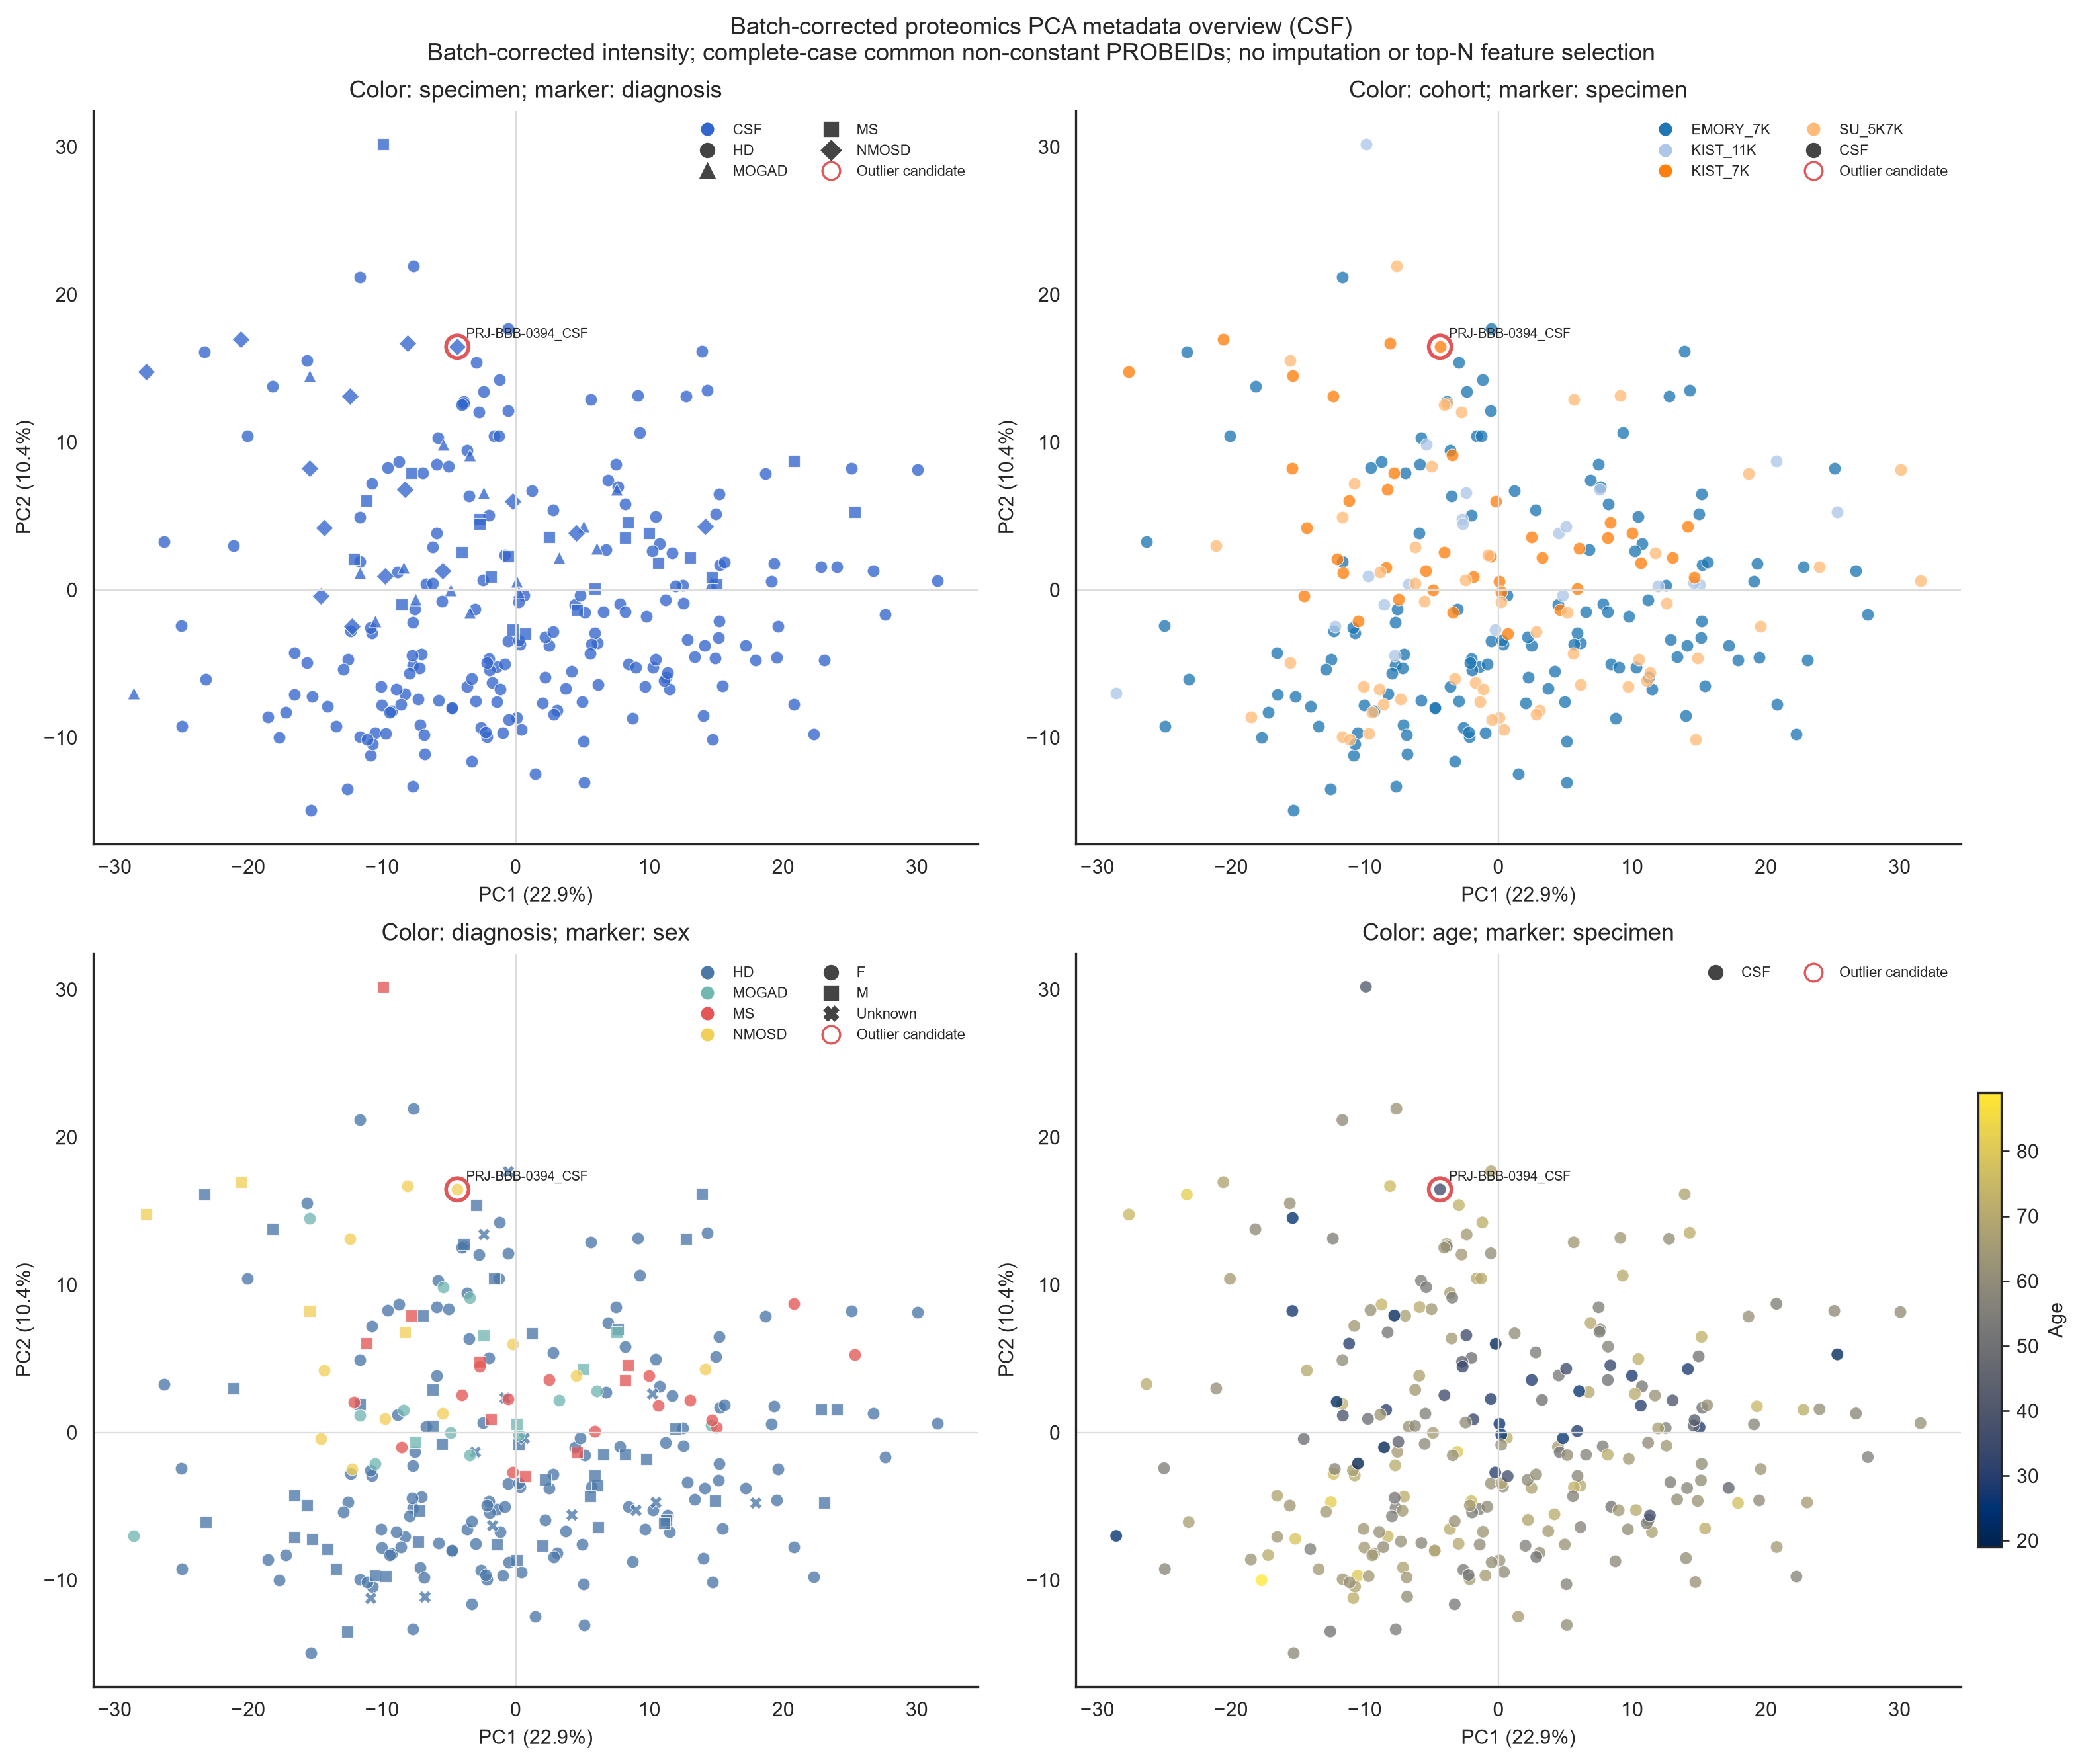 Batch-corrected proteomics PCA metadata overview (CSF)
Batch-corrected intensity; complete-case common non-constant PROBEIDs; no imputation or top-N feature selection
Color: specimen; marker: diagnosis
CSF
HD
MOGAD
MS
NMOSD
Outlier candidate
PRJ-BBB-0394_CSF
PC2 (10.4%)
30
20
10
0
−10
−30
−20
−10
0
10
20
30
PC1 (22.9%)
Color: cohort; marker: specimen
EMORY_7K
KIST_11K
KIST_7K
SU_5K7K
CSF
Outlier candidate
PRJ-BBB-0394_CSF
PC2 (10.4%)
30
20
10
0
−10
−30
−20
−10
0
10
20
30
PC1 (22.9%)
Color: diagnosis; marker: sex
HD
MOGAD
MS
NMOSD
F
M
Unknown
Outlier candidate
PRJ-BBB-0394_CSF
PC2 (10.4%)
30
20
10
0
−10
−30
−20
−10
0
10
20
30
PC1 (22.9%)
Color: age; marker: specimen
CSF
Outlier candidate
PRJ-BBB-0394_CSF
PC2 (10.4%)
30
20
10
0
−10
−30
−20
−10
0
10
20
30
PC1 (22.9%)
80
70
60
50
40
30
20
Age